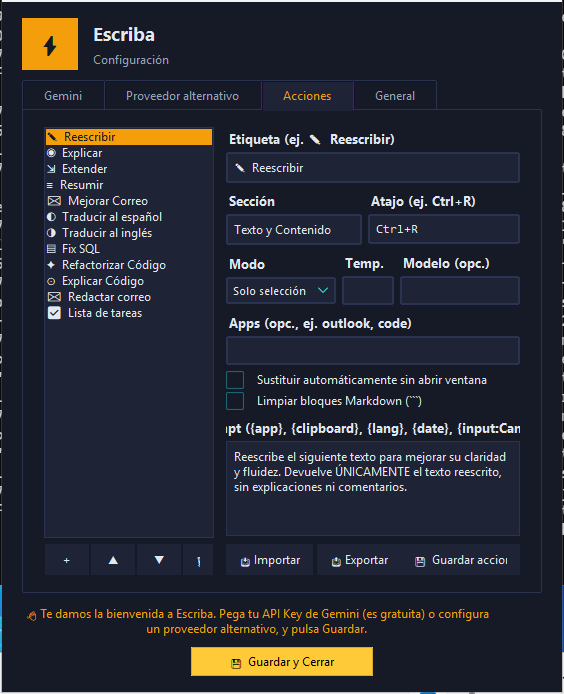 Escriba
Configuración
Gemini
Proveedor alternativo
Acciones
General
Reescribir
Explicar
Extender
Resumir
Mejorar Correo
Traducir al español
Traducir al inglés
Fix SQL
Refactorizar Código
Explicar Código
Redactar correo
Lista de tareas
+
Etiqueta (ej. ✏ Reescribir)
✏ Reescribir
Sección
Atajo (ej. Ctrl+R)
Texto y Contenido
Ctrl+R
Modo
Temp.
Modelo (opc.)
Solo selección
Apps (opc., ej. outlook, code)
Sustituir automáticamente sin abrir ventana
Limpiar bloques Markdown (```)
pt ({app}, {clipboard}, {lang}, {date}, {input:Can
Reescribe el siguiente texto para mejorar su claridad
y fluidez. Devuelve ÚNICAMENTE el texto reescrito,
sin explicaciones ni comentarios.
Importar
Exportar
Guardar accion
Te damos la bienvenida a Escriba. Pega tu API Key de Gemini (es gratuita) o configura
un proveedor alternativo, y pulsa Guardar.
Guardar y Cerrar